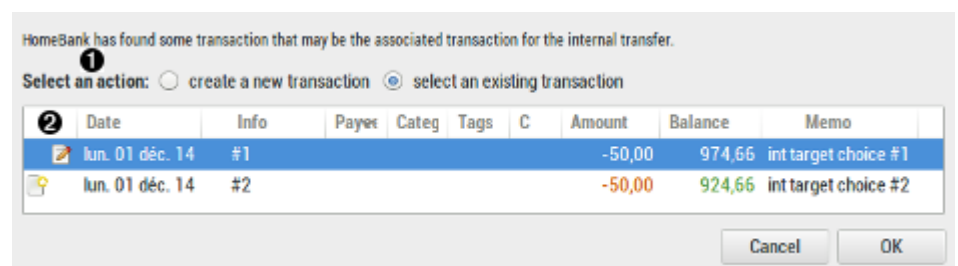 HomeBank has found some transaction that may be the associated transaction for the internal transfer.
1
Select an action: create a new transaction select an existing transaction
2 Date Info Payee Categ Tags C Amount Balance Memo
lun. 01 déc. 14 #1 -50,00 974,66 int target choice #1
lun. 01 déc. 14 #2 -50,00 924,66 int target choice #2
Cancel OK